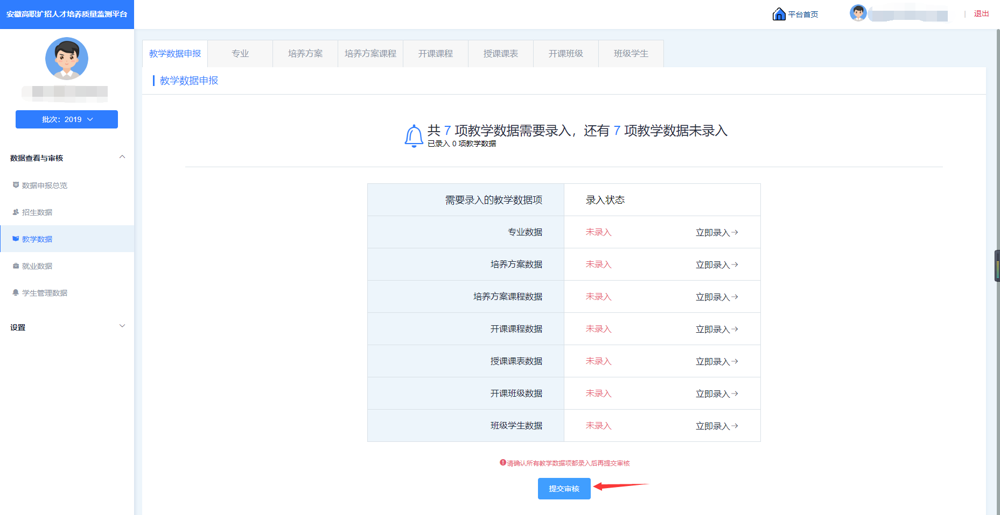 安徽高职扩招人才培养质量监测平台
平台首页
| 退出
批次：2019
数据查看与审核
数据申报总览
招生数据
教学数据
就业数据
学生管理数据
设置
教学数据申报 专业 培养方案 培养方案课程 开课课程 授课课表 开课班级 班级学生
教学数据申报
共 7 项教学数据需要录入，还有 7 项教学数据未录入
已录入 0 项教学数据
需要录入的教学数据项 录入状态
专业数据 未录入 立即录入→
培养方案数据 未录入 立即录入→
培养方案课程数据 未录入 立即录入→
开课课程数据 未录入 立即录入→
授课课表数据 未录入 立即录入→
开课班级数据 未录入 立即录入→
班级学生数据 未录入 立即录入→
请确认所有教学数据项都录入后再提交审核
提交审核